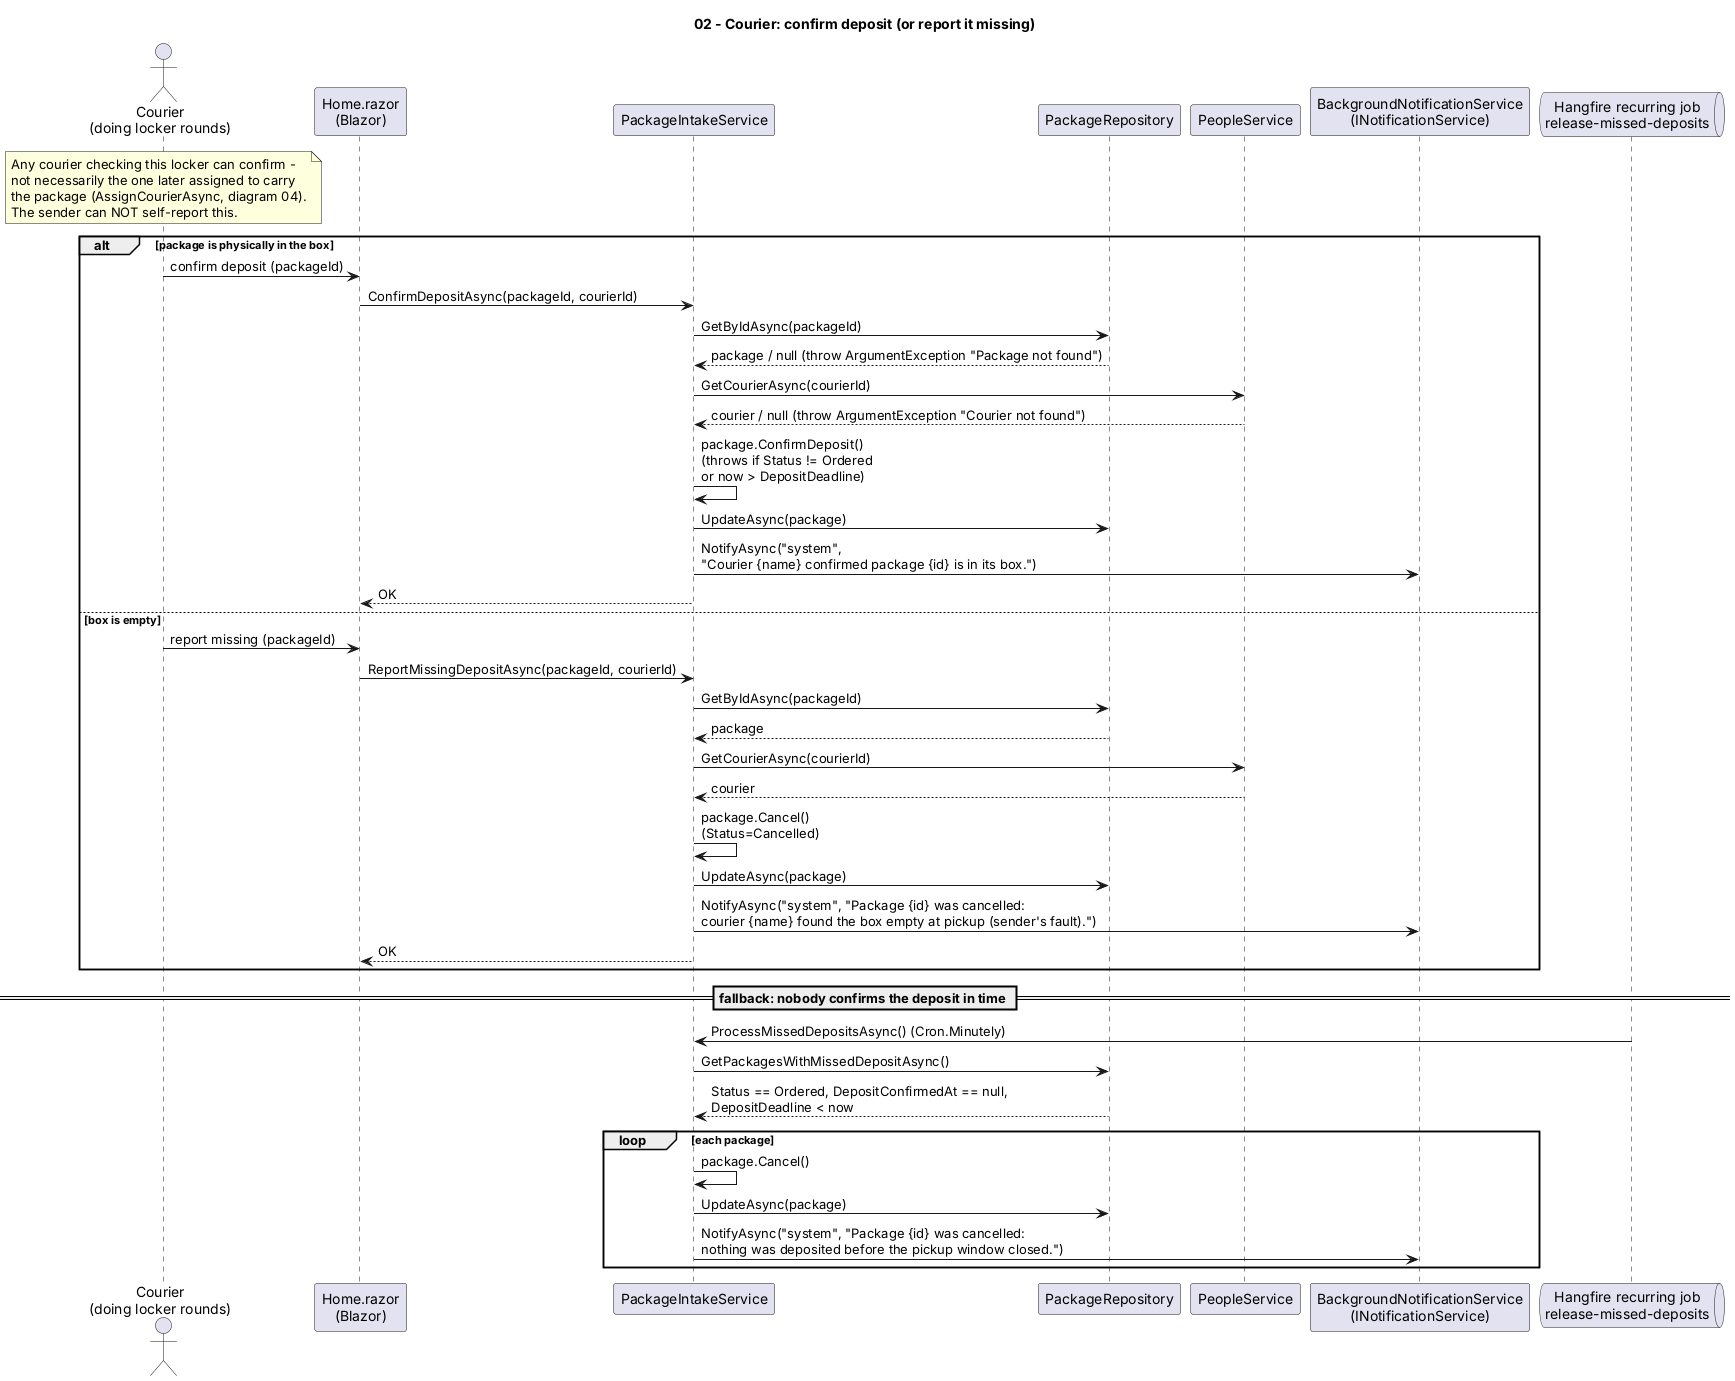 02 - Courier: confirm deposit (or report it missing)
Courier
(doing locker rounds)
Home.razor
(Blazor)
PackageIntakeService
PackageRepository
PeopleService
BackgroundNotificationService
(INotificationService)
Hangfire recurring job
release-missed-deposits
Any courier checking this locker can confirm -
not necessarily the one later assigned to carry
the package (AssignCourierAsync, diagram 04).
The sender can NOT self-report this.
alt [package is physically in the box]
confirm deposit (packageId)
ConfirmDepositAsync(packageId, courierId)
GetByIdAsync(packageId)
package / null (throw ArgumentException "Package not found")
GetCourierAsync(courierId)
courier / null (throw ArgumentException "Courier not found")
package.ConfirmDeposit()
(throws if Status != Ordered
or now > DepositDeadline)
UpdateAsync(package)
NotifyAsync("system",
"Courier {name} confirmed package {id} is in its box.")
OK
[box is empty]
report missing (packageId)
ReportMissingDepositAsync(packageId, courierId)
GetByIdAsync(packageId)
package
GetCourierAsync(courierId)
courier
package.Cancel()
(Status=Cancelled)
UpdateAsync(package)
NotifyAsync("system", "Package {id} was cancelled:
courier {name} found the box empty at pickup (sender's fault).")
OK
fallback: nobody confirms the deposit in time
ProcessMissedDepositsAsync() (Cron.Minutely)
GetPackagesWithMissedDepositAsync()
Status == Ordered, DepositConfirmedAt == null,
DepositDeadline < now
loop [each package]
package.Cancel()
UpdateAsync(package)
NotifyAsync("system", "Package {id} was cancelled:
nothing was deposited before the pickup window closed.")
Courier
(doing locker rounds)
Home.razor
(Blazor)
PackageIntakeService
PackageRepository
PeopleService
BackgroundNotificationService
(INotificationService)
Hangfire recurring job
release-missed-deposits